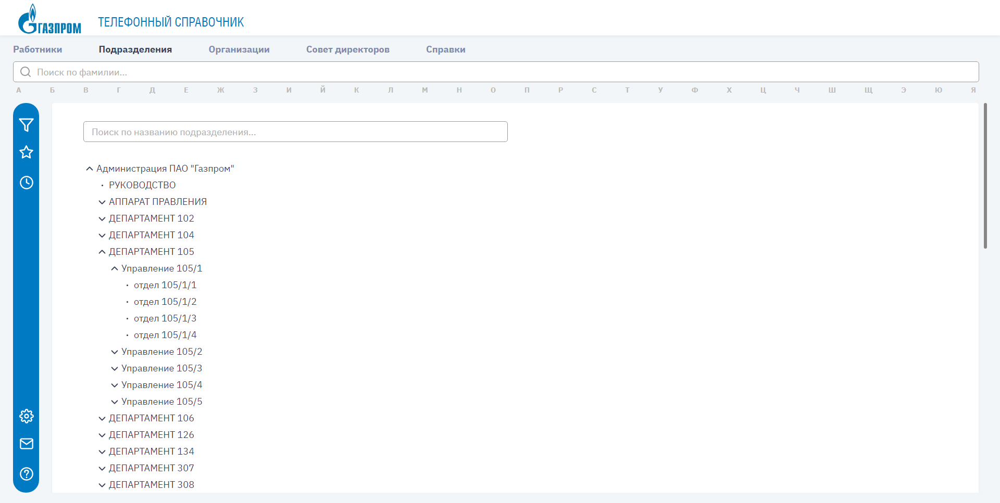 ГАЗПРОМ
ТЕЛЕФОННЫЙ СПРАВОЧНИК
Работники Подразделения Организации Совет директоров Справки
Поиск по фамилии...
А Б В Г Д Е Ж З И Й К Л М Н О П Р С Т У Ф Х Ц Ч Ш Щ Э Ю Я
Поиск по названию подразделения...
Администрация ПАО "Газпром"
РУКОВОДСТВО
АППАРАТ ПРАВЛЕНИЯ
ДЕПАРТАМЕНТ 102
ДЕПАРТАМЕНТ 104
ДЕПАРТАМЕНТ 105
Управление 105/1
отдел 105/1/1
отдел 105/1/2
отдел 105/1/3
отдел 105/1/4
Управление 105/2
Управление 105/3
Управление 105/4
Управление 105/5
ДЕПАРТАМЕНТ 106
ДЕПАРТАМЕНТ 126
ДЕПАРТАМЕНТ 134
ДЕПАРТАМЕНТ 307
ДЕПАРТАМЕНТ 308